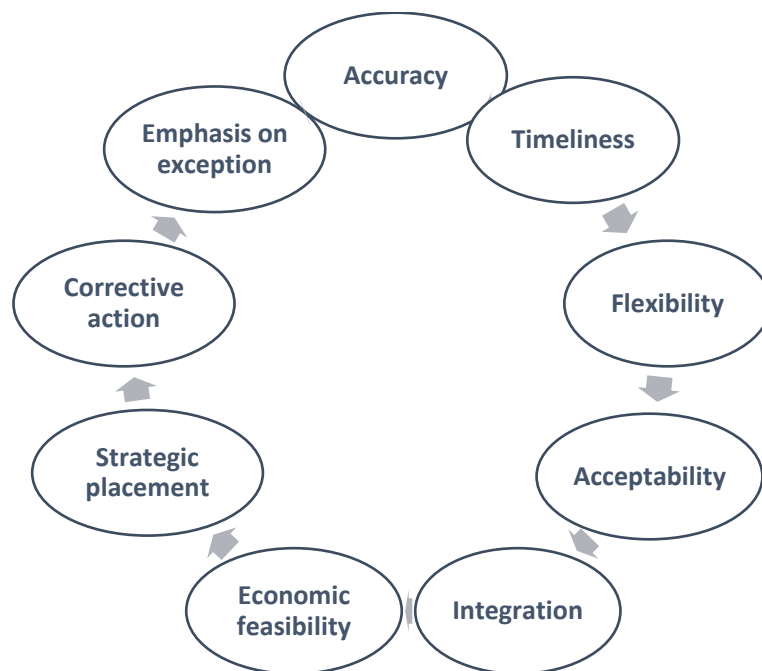 Accuracy
Timeliness
Flexibility
Acceptability
Integration
Economic
feasibility
Strategic
placement
Corrective
action
Emphasis on
exception